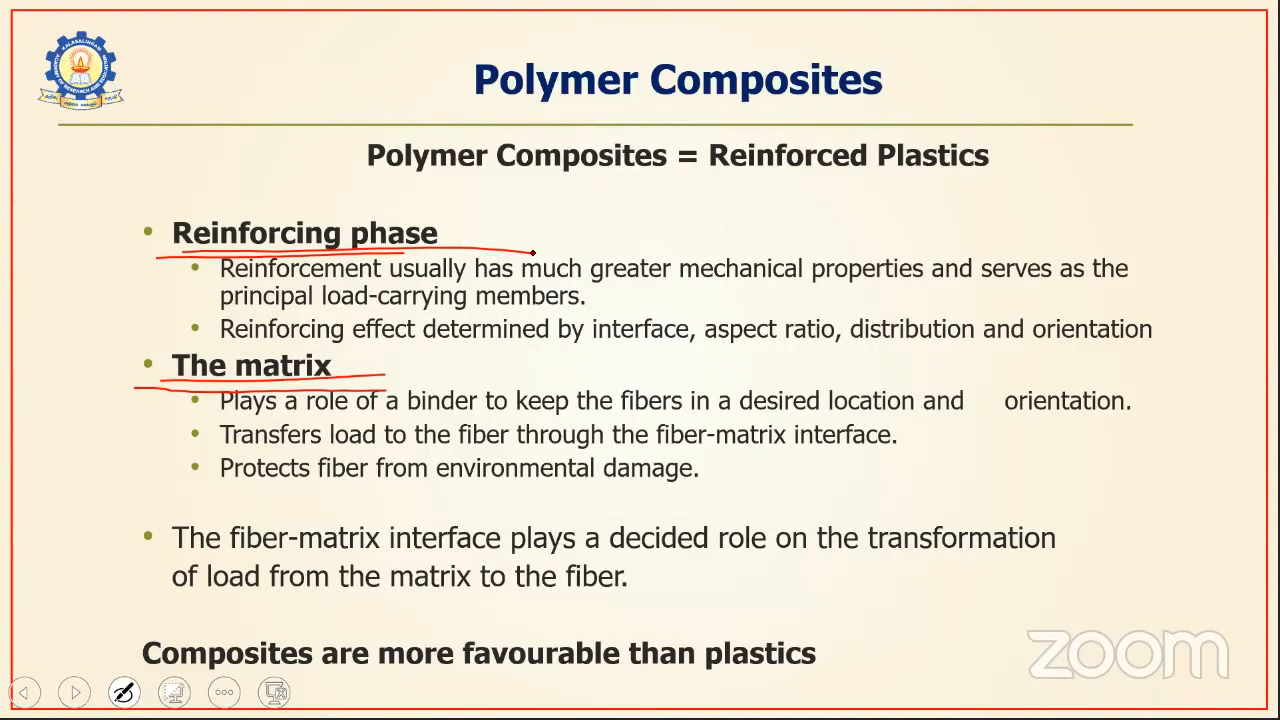 Polymer Composites
Polymer Composites = Reinforced Plastics
• Reinforcing phase
• Reinforcement usually has much greater mechanical properties and serves as the
principal load-carrying members.
• Reinforcing effect determined by interface, aspect ratio, distribution and orientation
• The matrix
• Plays a role of a binder to keep the fibers in a desired location and orientation.
• Transfers load to the fiber through the fiber-matrix interface.
• Protects fiber from environmental damage.
• The fiber-matrix interface plays a decided role on the transformation
of load from the matrix to the fiber.
Composites are more favourable than plastics
zoom